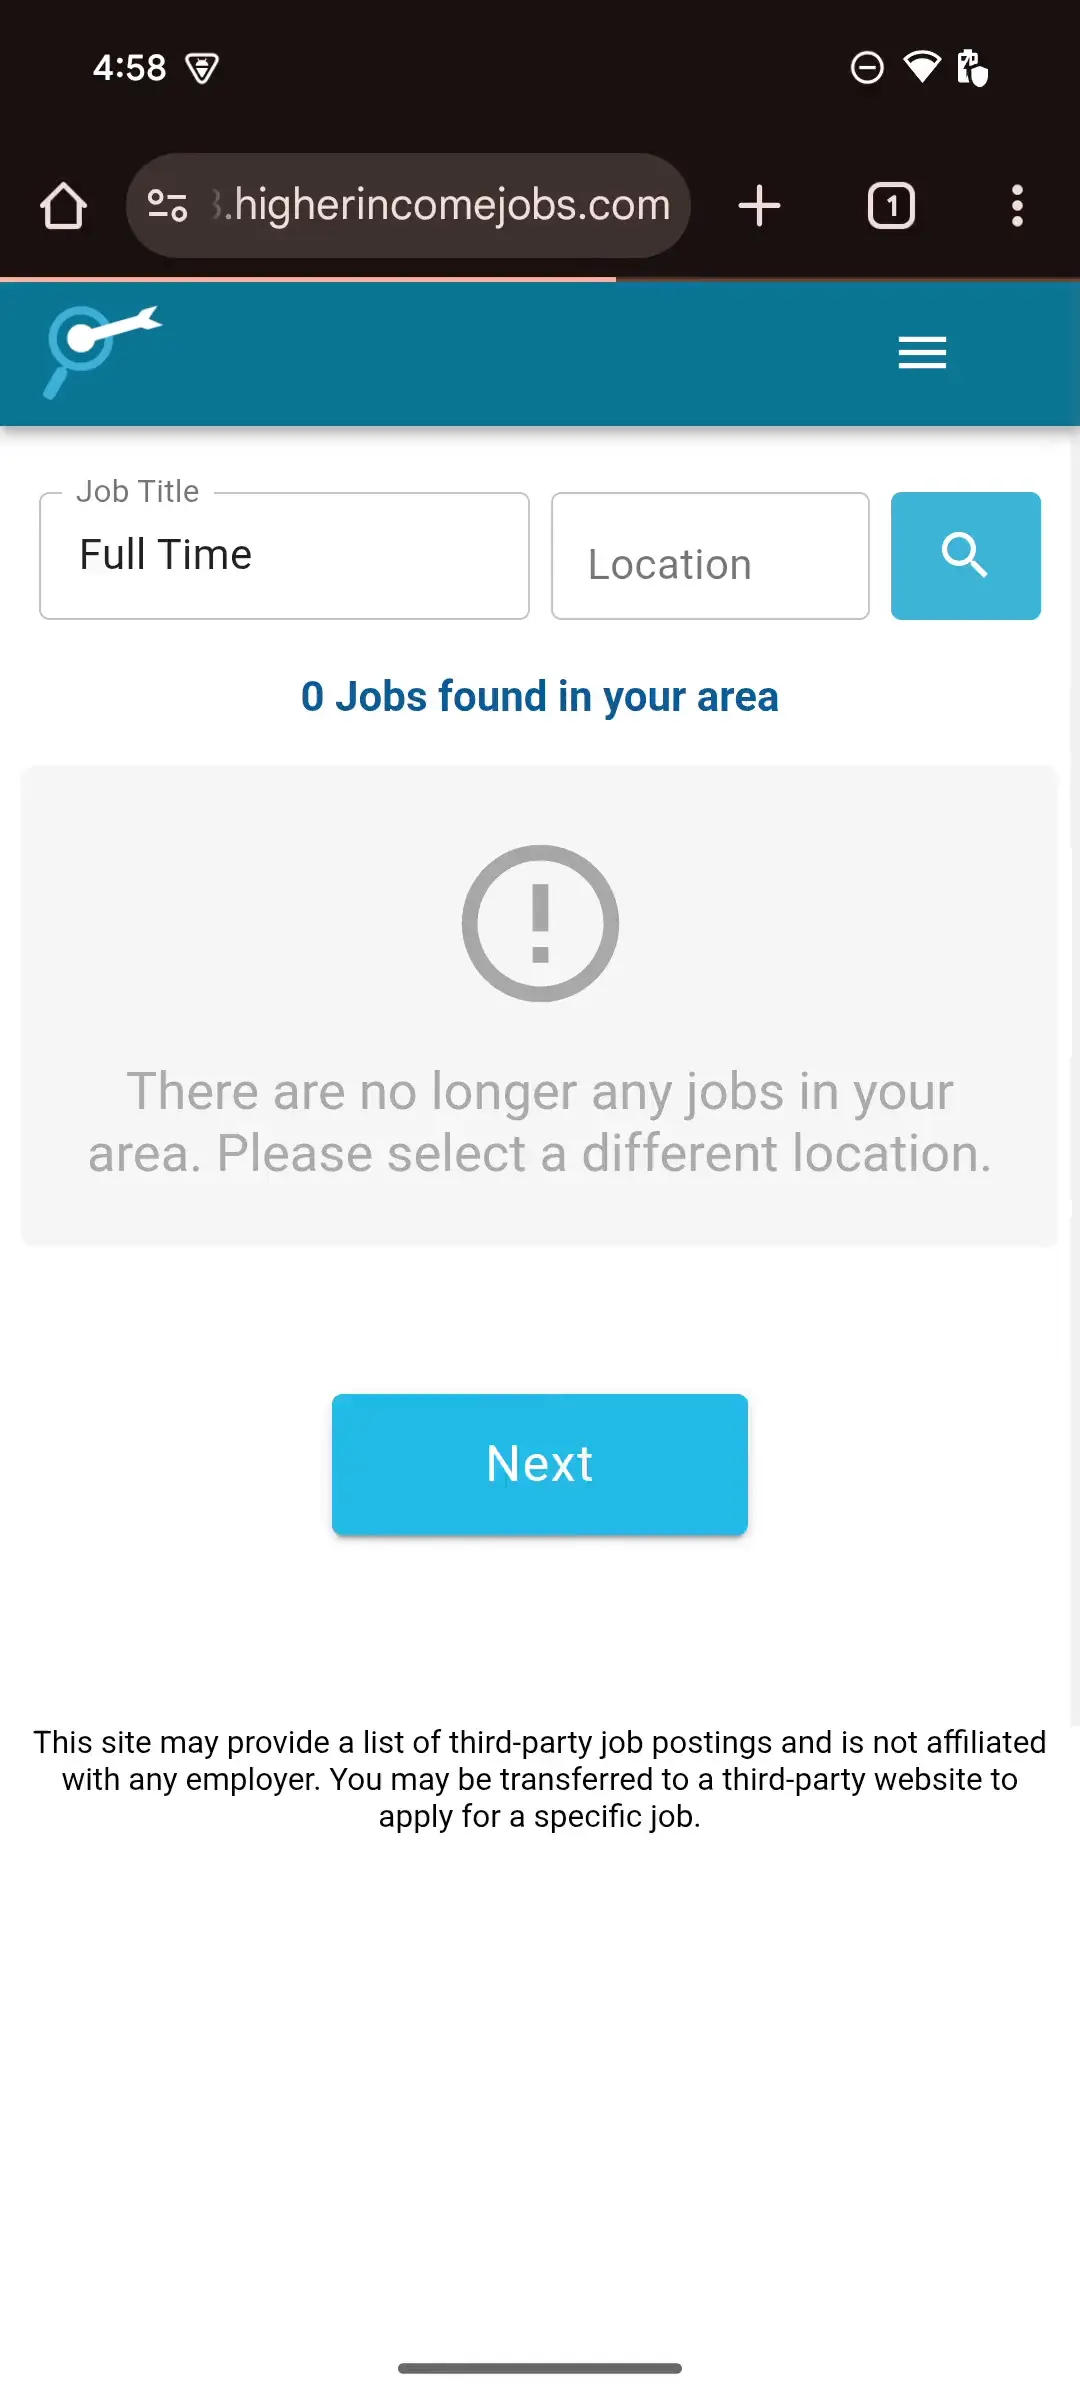 4:58
.higherincomejobs.com
1
Job Title
Full Time
Location
0 Jobs found in your area
There are no longer any jobs in your
area. Please select a different location.
Next
This site may provide a list of third-party job postings and is not affiliated
with any employer. You may be transferred to a third-party website to
apply for a specific job.